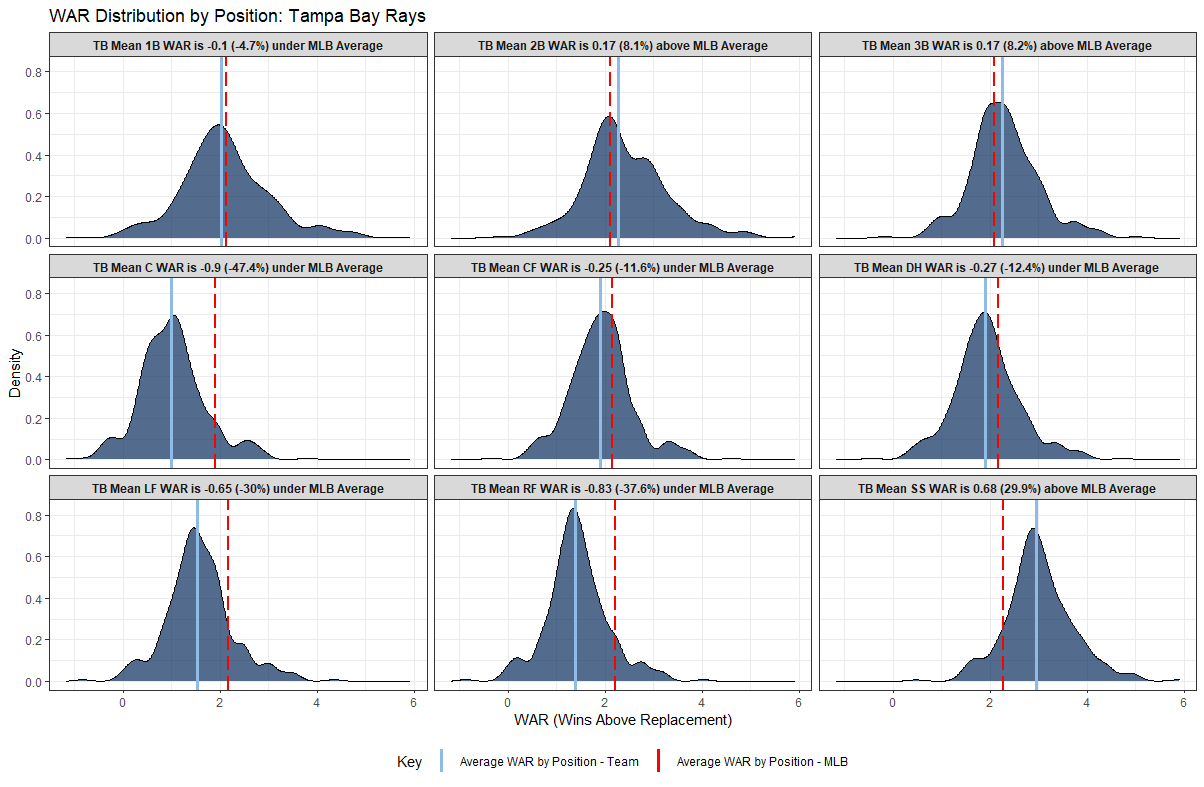 WAR Distribution by Position: Tampa Bay Rays
TB Mean 1B WAR is -0.1 (-4.7%) under MLB Average
TB Mean 2B WAR is 0.17 (8.1%) above MLB Average
TB Mean 3B WAR is 0.17 (8.2%) above MLB Average
0.8
0.6
0.4
0.2
0.0
TB Mean C WAR is -0.9 (-47.4%) under MLB Average
TB Mean CF WAR is -0.25 (-11.6%) under MLB Average
TB Mean DH WAR is -0.27 (-12.4%) under MLB Average
Density
0.8
0.6
0.4
0.2
0.0
TB Mean LF WAR is -0.65 (-30%) under MLB Average
TB Mean RF WAR is -0.83 (-37.6%) under MLB Average
TB Mean SS WAR is 0.68 (29.9%) above MLB Average
0.8
0.6
0.4
0.2
0.0
0 2 4 6
0 2 4 6
0 2 4 6
WAR (Wins Above Replacement)
Key
Average WAR by Position - Team
Average WAR by Position - MLB